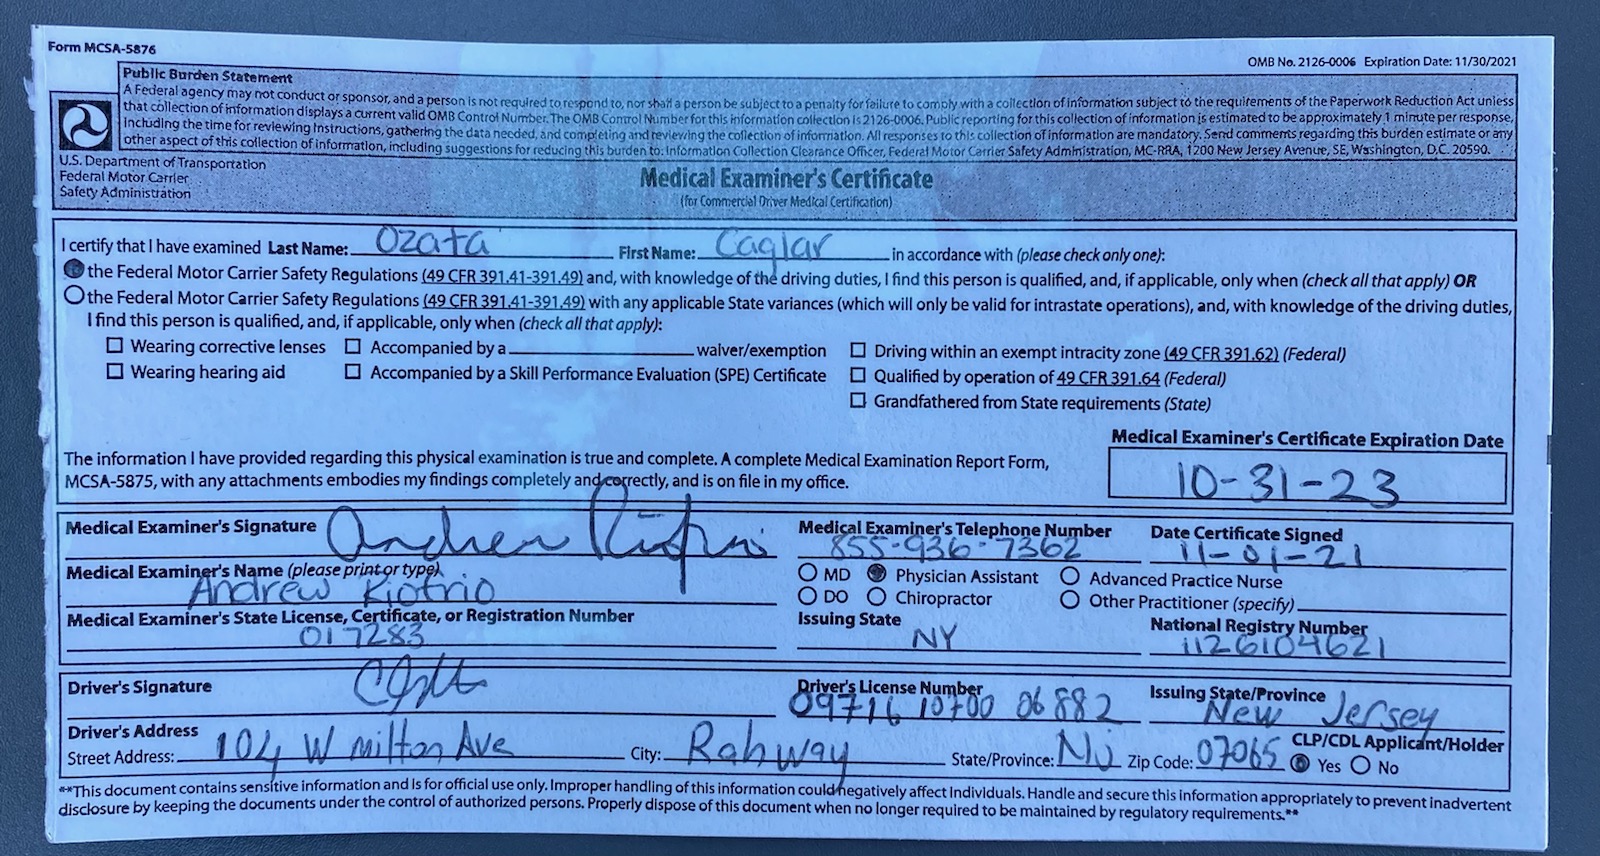 Form MCSA-5876
OMB No. 2126-0006 Expiration Date: 11/30/2021
Public Burden Statement
A Federal agency may not conduct or sponsor, and a person is not required to respond to, nor shall a person be subject to a penalty for failure to comply with a collection of information subject to the requirements of the Paperwork Reduction Act unless
that collection of information displays a current valid OMB Control Number. The OMB Control Number for this information collection is 2126-0006. Public reporting for this collection of information is estimated to be approximately 1 minute per response,
including the time for reviewing instructions, gathering the data needed, and completing and reviewing the collection of information. All responses to this collection of information are mandatory. Send comments regarding this burden estimate or any
other aspect of this collection of information, including suggestions for reducing this burden to: Information Collection Clearance Officer, Federal Motor Carrier Safety Administration, MC-RRA, 1200 New Jersey Avenue, SE, Washington, D.C. 20590.
U.S. Department of Transportation
Federal Motor Carrier
Safety Administration
Medical Examiner's Certificate
(for Commercial Driver Medical Certification)
I certify that I have examined Last Name: Ozata First Name: Caglar in accordance with (please check only one):
the Federal Motor Carrier Safety Regulations (49 CFR 391.41-391.49) and, with knowledge of the driving duties, I find this person is qualified, and, if applicable, only when (check all that apply) OR
the Federal Motor Carrier Safety Regulations (49 CFR 391.41-391.49) with any applicable State variances (which will only be valid for intrastate operations), and, with knowledge of the driving duties,
I find this person is qualified, and, if applicable, only when (check all that apply):
Wearing corrective lenses Accompanied by a waiver/exemption Driving within an exempt intracity zone (49 CFR 391.62) (Federal)
Wearing hearing aid Accompanied by a Skill Performance Evaluation (SPE) Certificate Qualified by operation of 49 CFR 391.64 (Federal)
Grandfathered from State requirements (State)
Medical Examiner's Certificate Expiration Date
10-31-23
The information I have provided regarding this physical examination is true and complete. A complete Medical Examination Report Form,
MCSA-5875, with any attachments embodies my findings completely and correctly, and is on file in my office.
Medical Examiner's Signature Medical Examiner's Telephone Number Date Certificate Signed
Andrew 855-936-7362 11-01-21
Medical Examiner's Name (please print or type) MD Physician Assistant Advanced Practice Nurse
Andrew Riofrio DO Chiropractor Other Practitioner (specify)
Medical Examiner's State License, Certificate, or Registration Number Issuing State National Registry Number
017283 NY 1126104621
Driver's Signature Driver's License Number Issuing State/Province
09716 10700 06882 New Jersey
Driver's Address
Street Address: 104 W Milton Ave City: Rahway State/Province: NJ Zip Code: 07065 CLP/CDL Applicant/Holder
Yes No
**This document contains sensitive information and is for official use only. Improper handling of this information could negatively affect individuals. Handle and secure this information appropriately to prevent inadvertent
disclosure by keeping the documents under the control of authorized persons. Properly dispose of this document when no longer required to be maintained by regulatory requirements.**